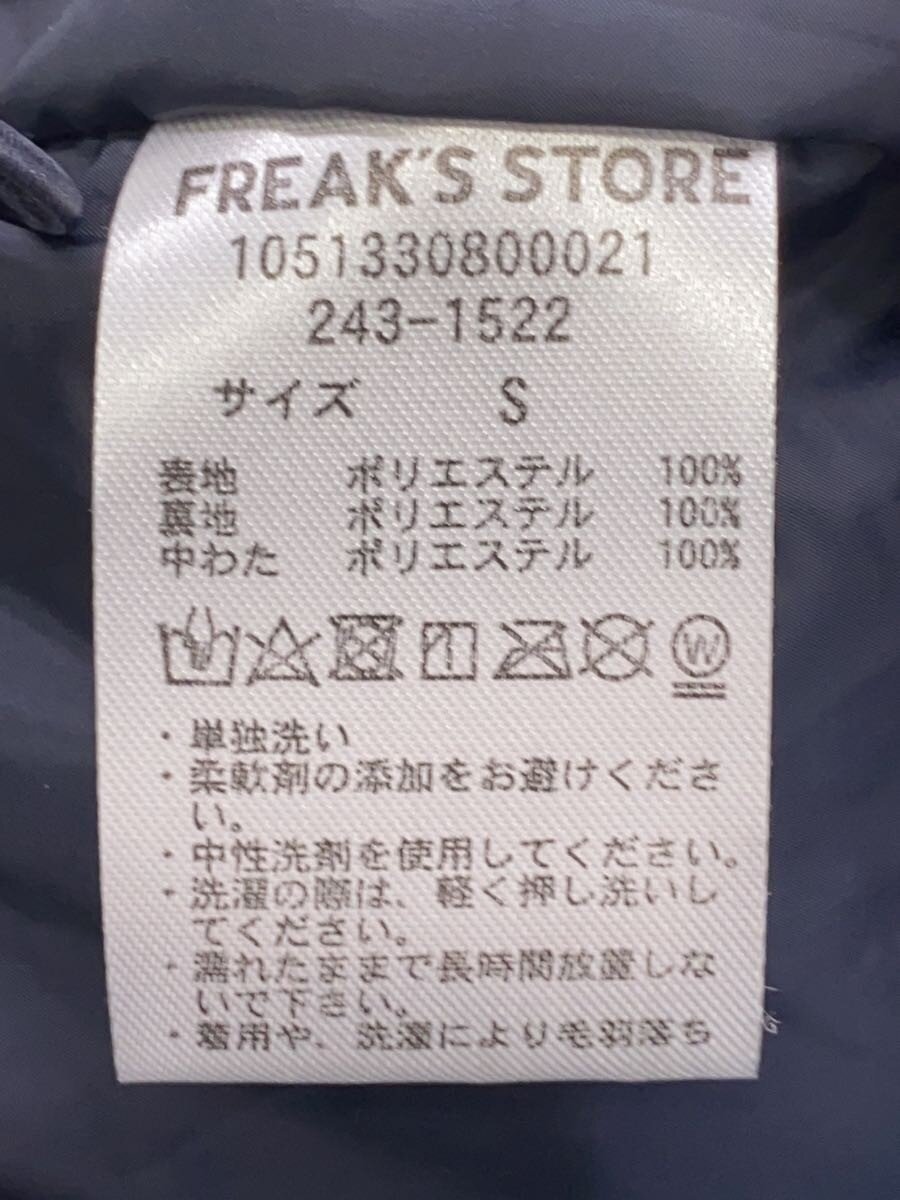 FREAK'S STORE
1051330800021
243-1522
サイズ S
表地 ポリエステル 100%
裏地 ポリエステル 100%
中わた ポリエステル 100%
W
・単独洗い
・柔軟剤の添加をお避けくださ
い。
・中性洗剤を使用してください。
・洗濯の際は、軽く押し洗いし
てください。
・濡れたままで長時間放置しな
いで下さい。
・着用や、洗濯により毛羽落ち